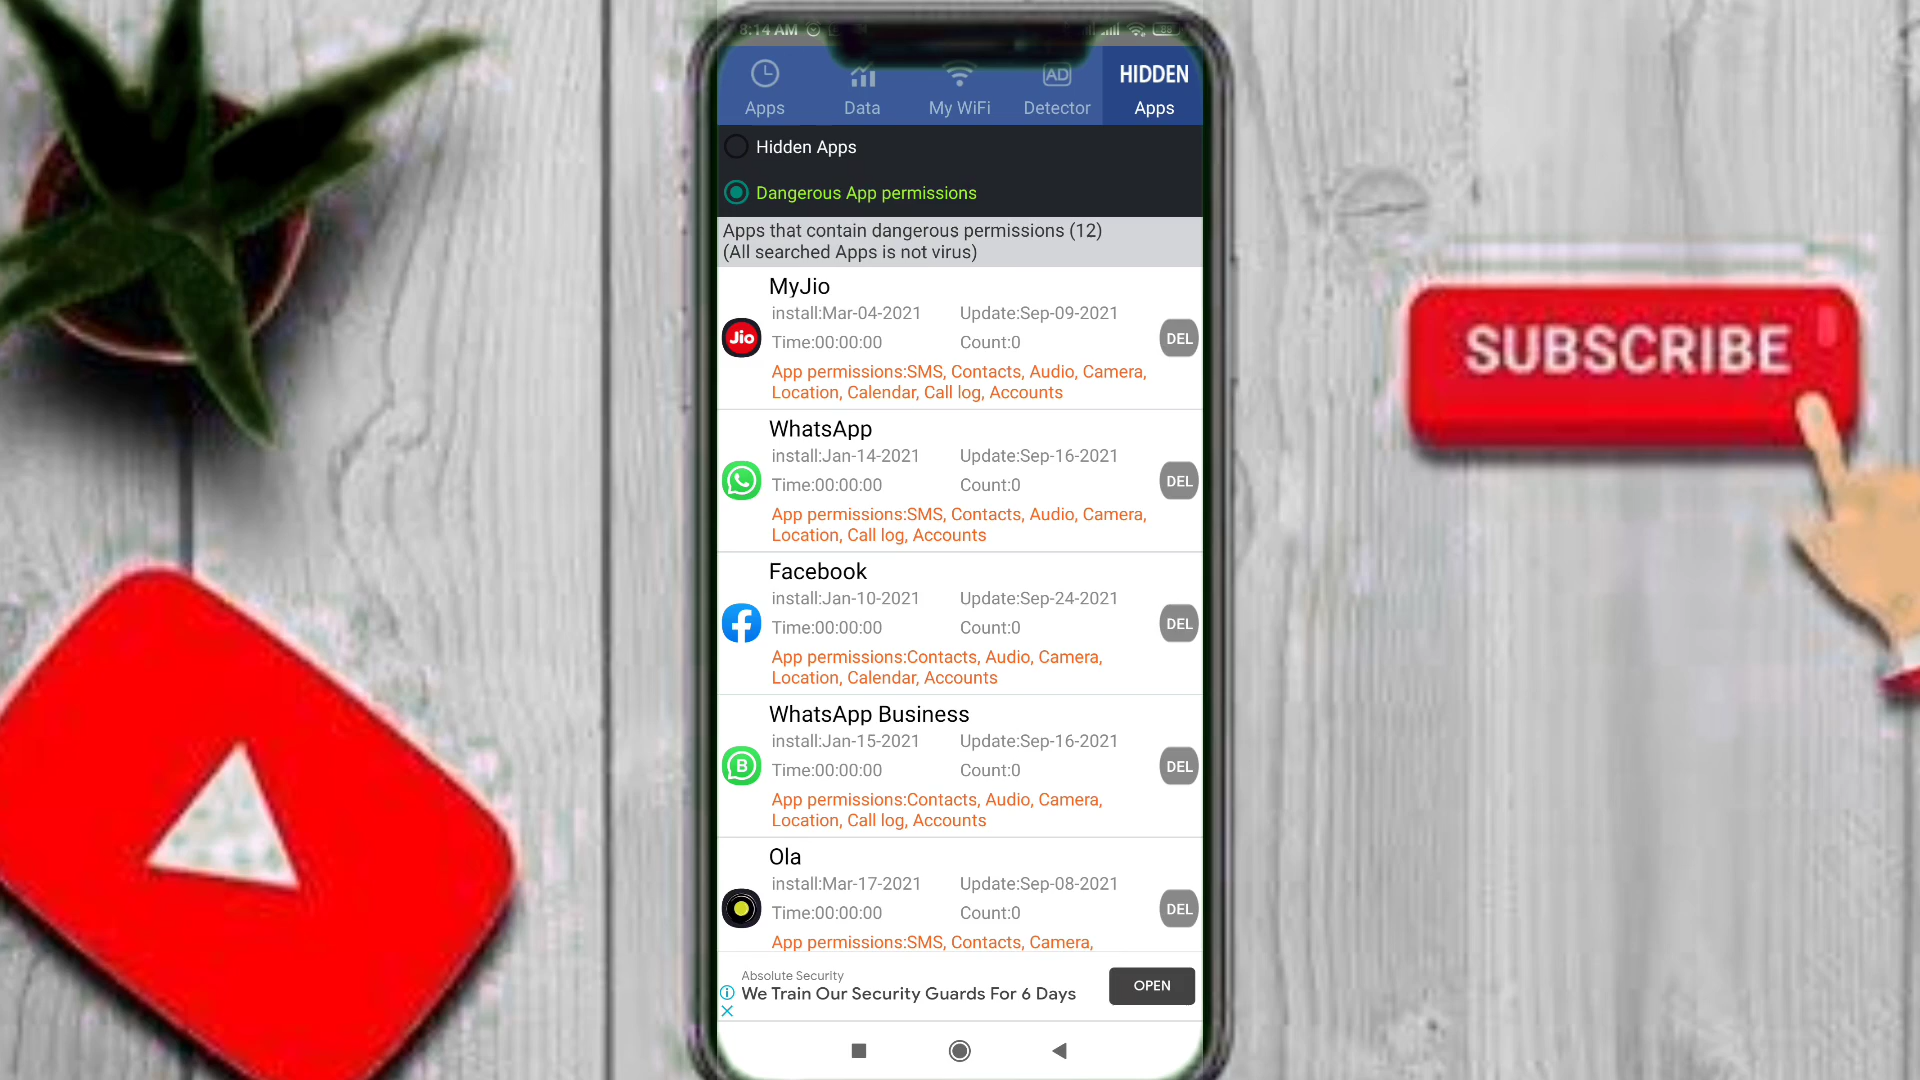 8:14 AM
Apps
Data
My WiFi
AD
Detector
HIDDEN
Apps
Hidden Apps
Dangerous App permissions
Apps that contain dangerous permissions (12)
(All searched Apps is not virus)
MyJio
install:Mar-04-2021 Update:Sep-09-2021
Jio
Time:00:00:00 Count:0
DEL
App permissions:SMS, Contacts, Audio, Camera,
Location, Calendar, Call log, Accounts
WhatsApp
install:Jan-14-2021 Update:Sep-16-2021
Time:00:00:00 Count:0
DEL
App permissions:SMS, Contacts, Audio, Camera,
Location, Call log, Accounts
Facebook
install:Jan-10-2021 Update:Sep-24-2021
Time:00:00:00 Count:0
DEL
App permissions:Contacts, Audio, Camera,
Location, Calendar, Accounts
WhatsApp Business
install:Jan-15-2021 Update:Sep-16-2021
B
Time:00:00:00 Count:0
DEL
App permissions:Contacts, Audio, Camera,
Location, Call log, Accounts
Ola
install:Mar-17-2021 Update:Sep-08-2021
Time:00:00:00 Count:0
DEL
App permissions:SMS, Contacts, Camera,
Absolute Security
We Train Our Security Guards For 6 Days
OPEN
SUBSCRIBE